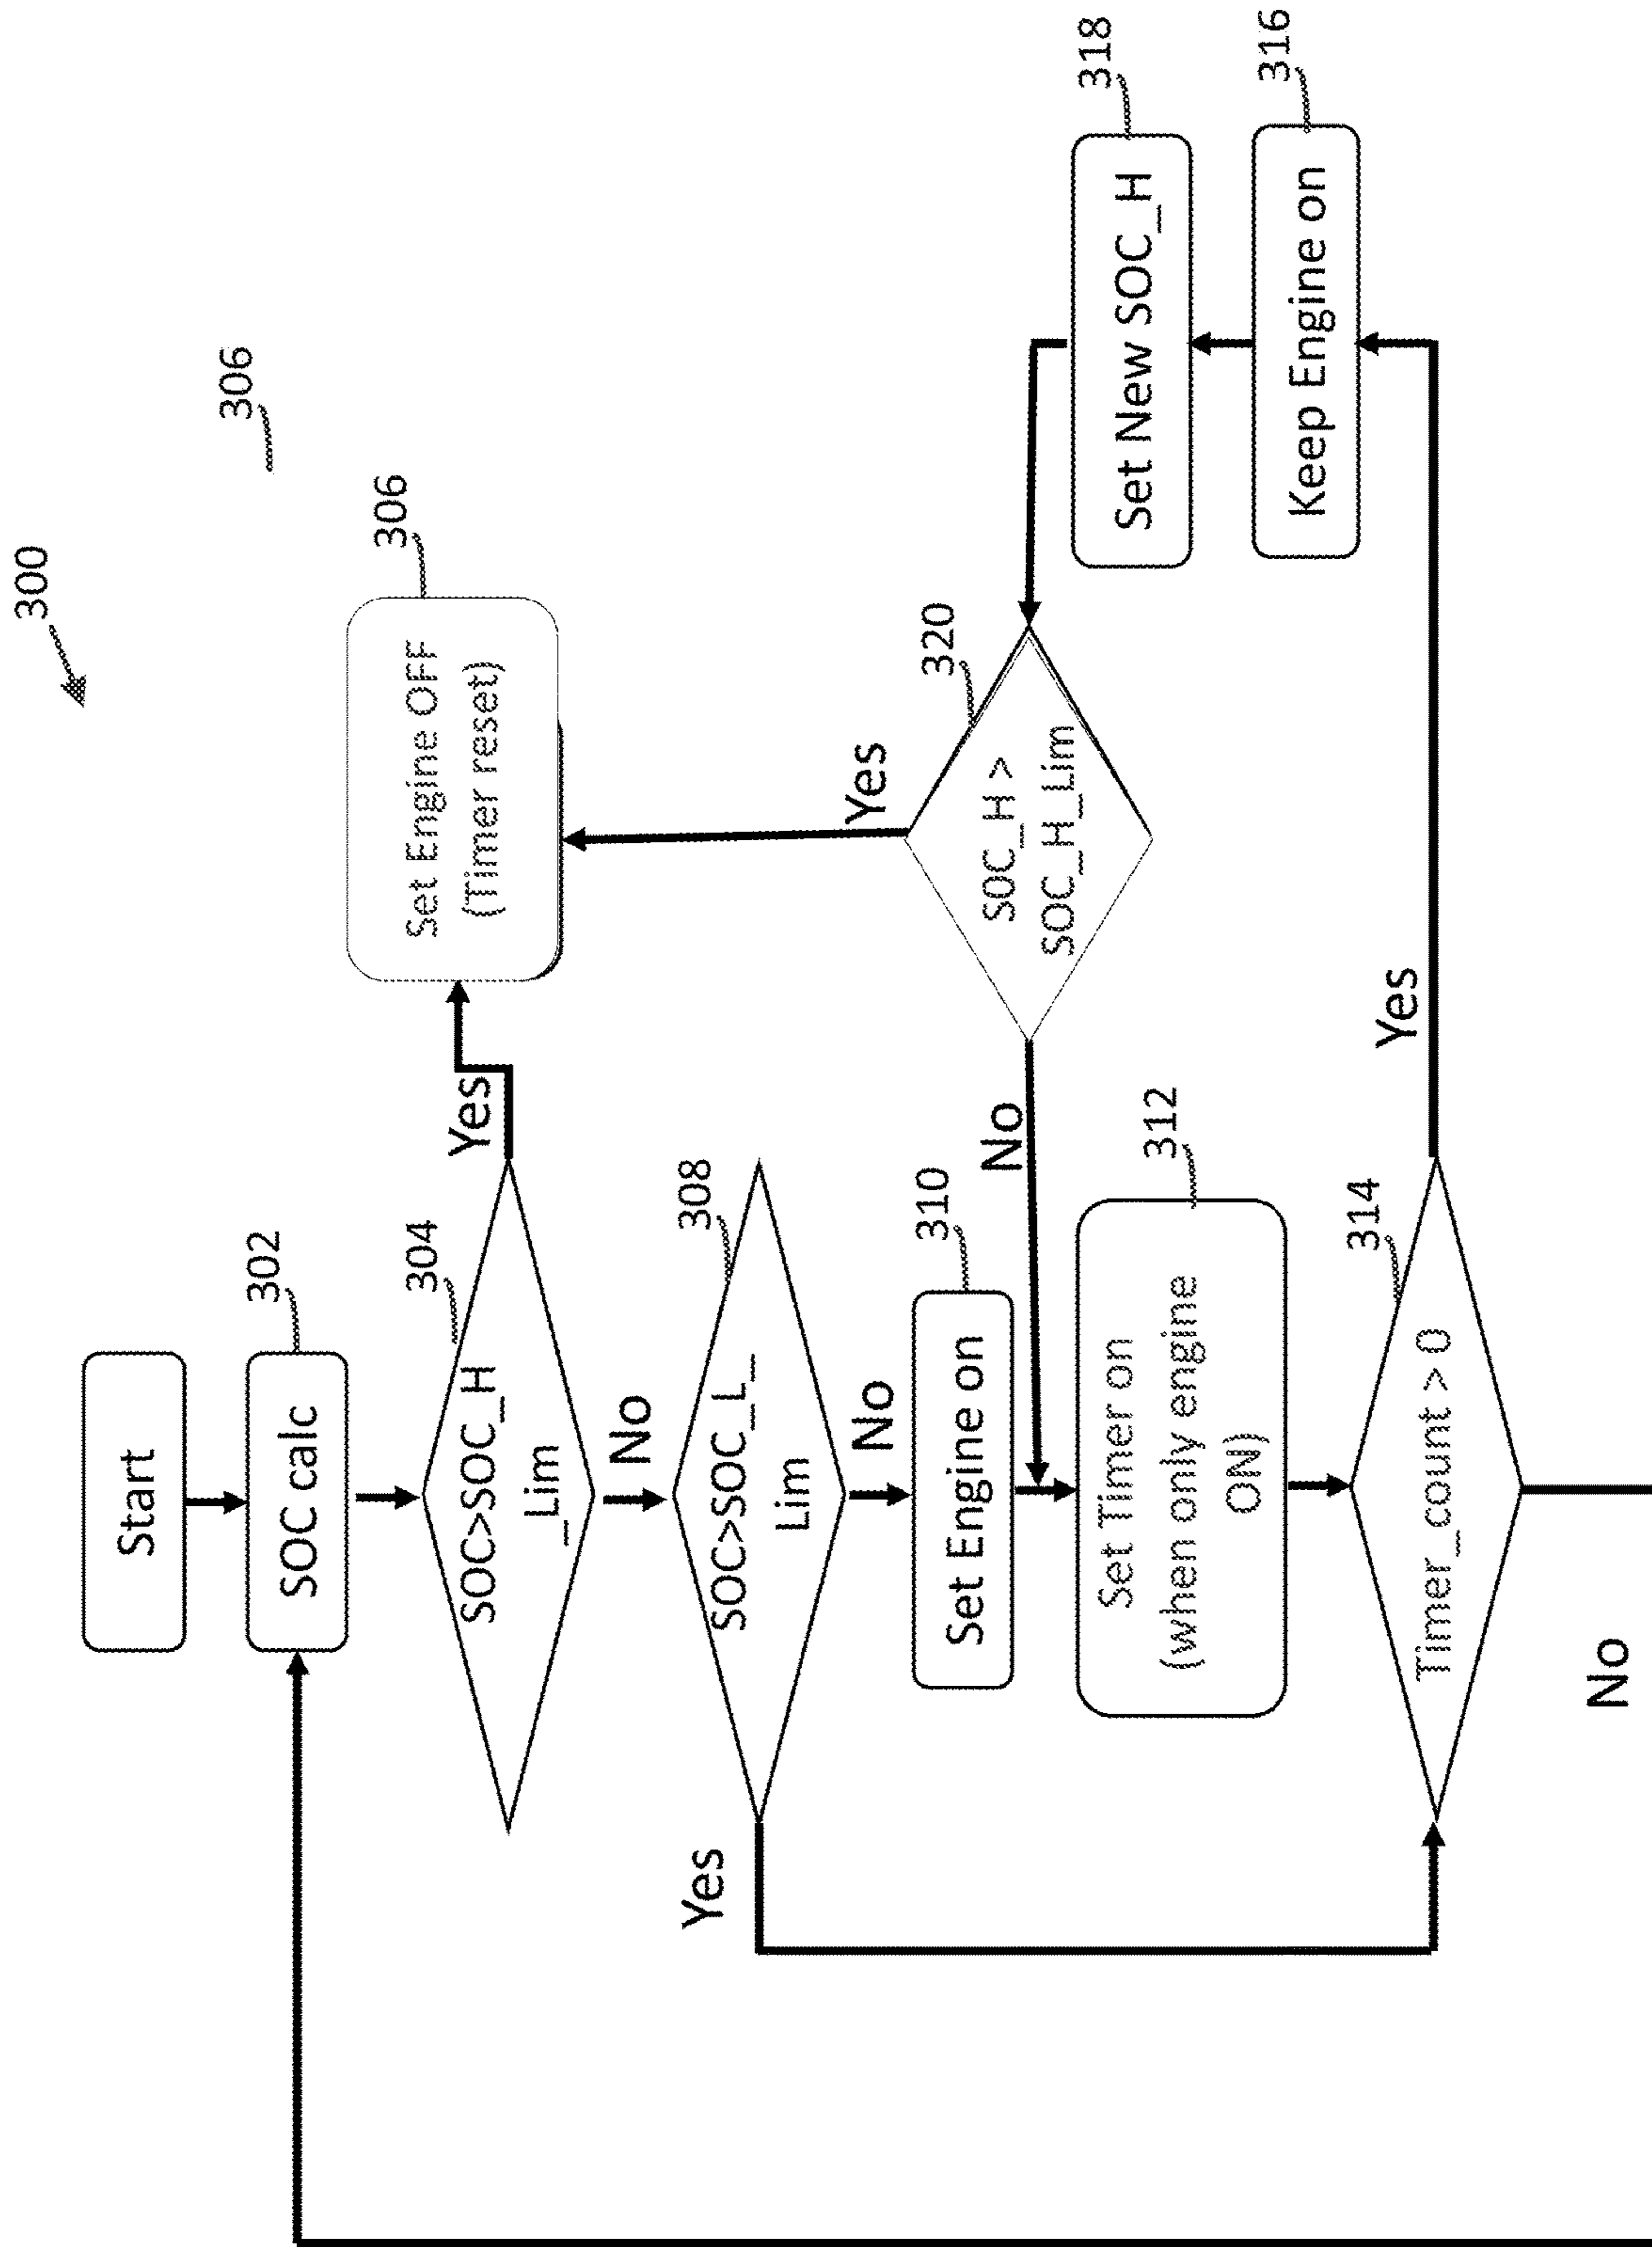 300
306
Start
302
SOC calc
304
SOC>SOC_H
_Lim
Yes
306
Set Engine OFF
(Timer reset)
No
308
SOC>SOC_L_
Lim
Yes
No
310
Set Engine on
No
312
Set Timer on
(when only engine
ON)
314
Timer_count > 0
Yes
No
320
SOC_H >
SOC_H_Lim
Yes
318
Set New SOC_H
316
Keep Engine on